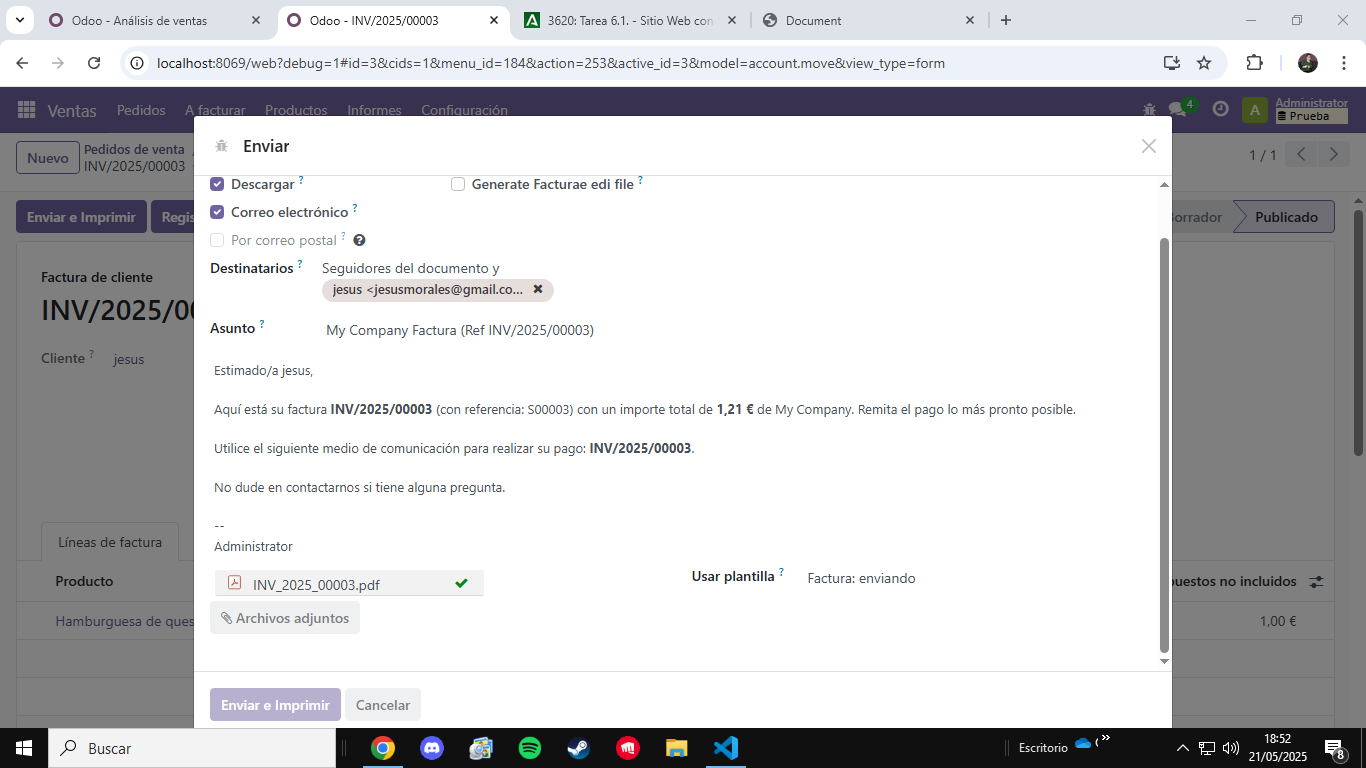 Odoo - Análisis de ventas
Odoo - INV/2025/00003
3620: Tarea 6.1. - Sitio Web con
Document
localhost:8069/web?debug=1#id=3&cids=1&menu_id=184&action=253&active_id=3&model=account.move&view_type=form
Ventas Pedidos A facturar Productos Informes Configuración
4
A
Administrator
Prueba
Nuevo
Pedidos de venta
INV/2025/00003
1 / 1
Enviar e Imprimir
Regis
orrador
Publicado
Factura de cliente
INV/2025/00
Cliente ?
jesus
Líneas de factura
Producto
puestos no incluidos
Hamburguesa de ques
1,00 €
Enviar
Descargar ?
Generate Facturae edi file ?
Correo electrónico ?
Por correo postal ? ?
Destinatarios ?
Seguidores del documento y
jesus <jesusmorales@gmail.co...
Asunto ?
My Company Factura (Ref INV/2025/00003)
Estimado/a jesus,
Aquí está su factura INV/2025/00003 (con referencia: S00003) con un importe total de 1,21 € de My Company. Remita el pago lo más pronto posible.
Utilice el siguiente medio de comunicación para realizar su pago: INV/2025/00003.
No dude en contactarnos si tiene alguna pregunta.
--
Administrator
INV_2025_00003.pdf
Usar plantilla ?
Factura: enviando
Archivos adjuntos
Enviar e Imprimir
Cancelar
Buscar
Escritorio
18:52
21/05/2025
8